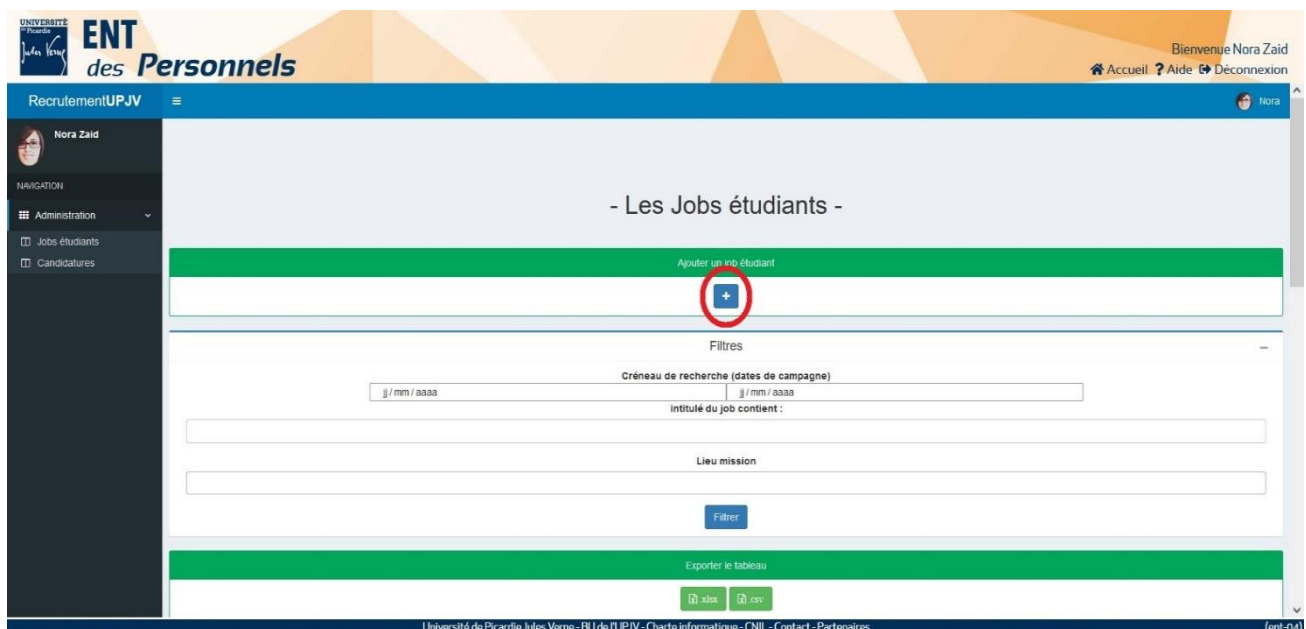 UNIVERSITÉ
de Picardie
Jules Verne
ENT
des Personnels
Bienvenue Nora Zaid
Accueil ? Aide Déconnexion
RecrutementUPJV
Nora
Nora Zaid
NAVIGATION
Administration
Jobs étudiants
Candidatures
- Les Jobs étudiants -
Ajouter un job étudiant
+
Filtres
Créneau de recherche (dates de campagne)
jj / mm / aaaa jj / mm / aaaa
intitulé du job contient :
Lieu mission
Filtrer
Exporter le tableau
.xlsx .csv
Université de Picardie Jules Verne - BU de l'UPJV - Charte informatique - CNIL - Contact - Partenaires (ent-04)